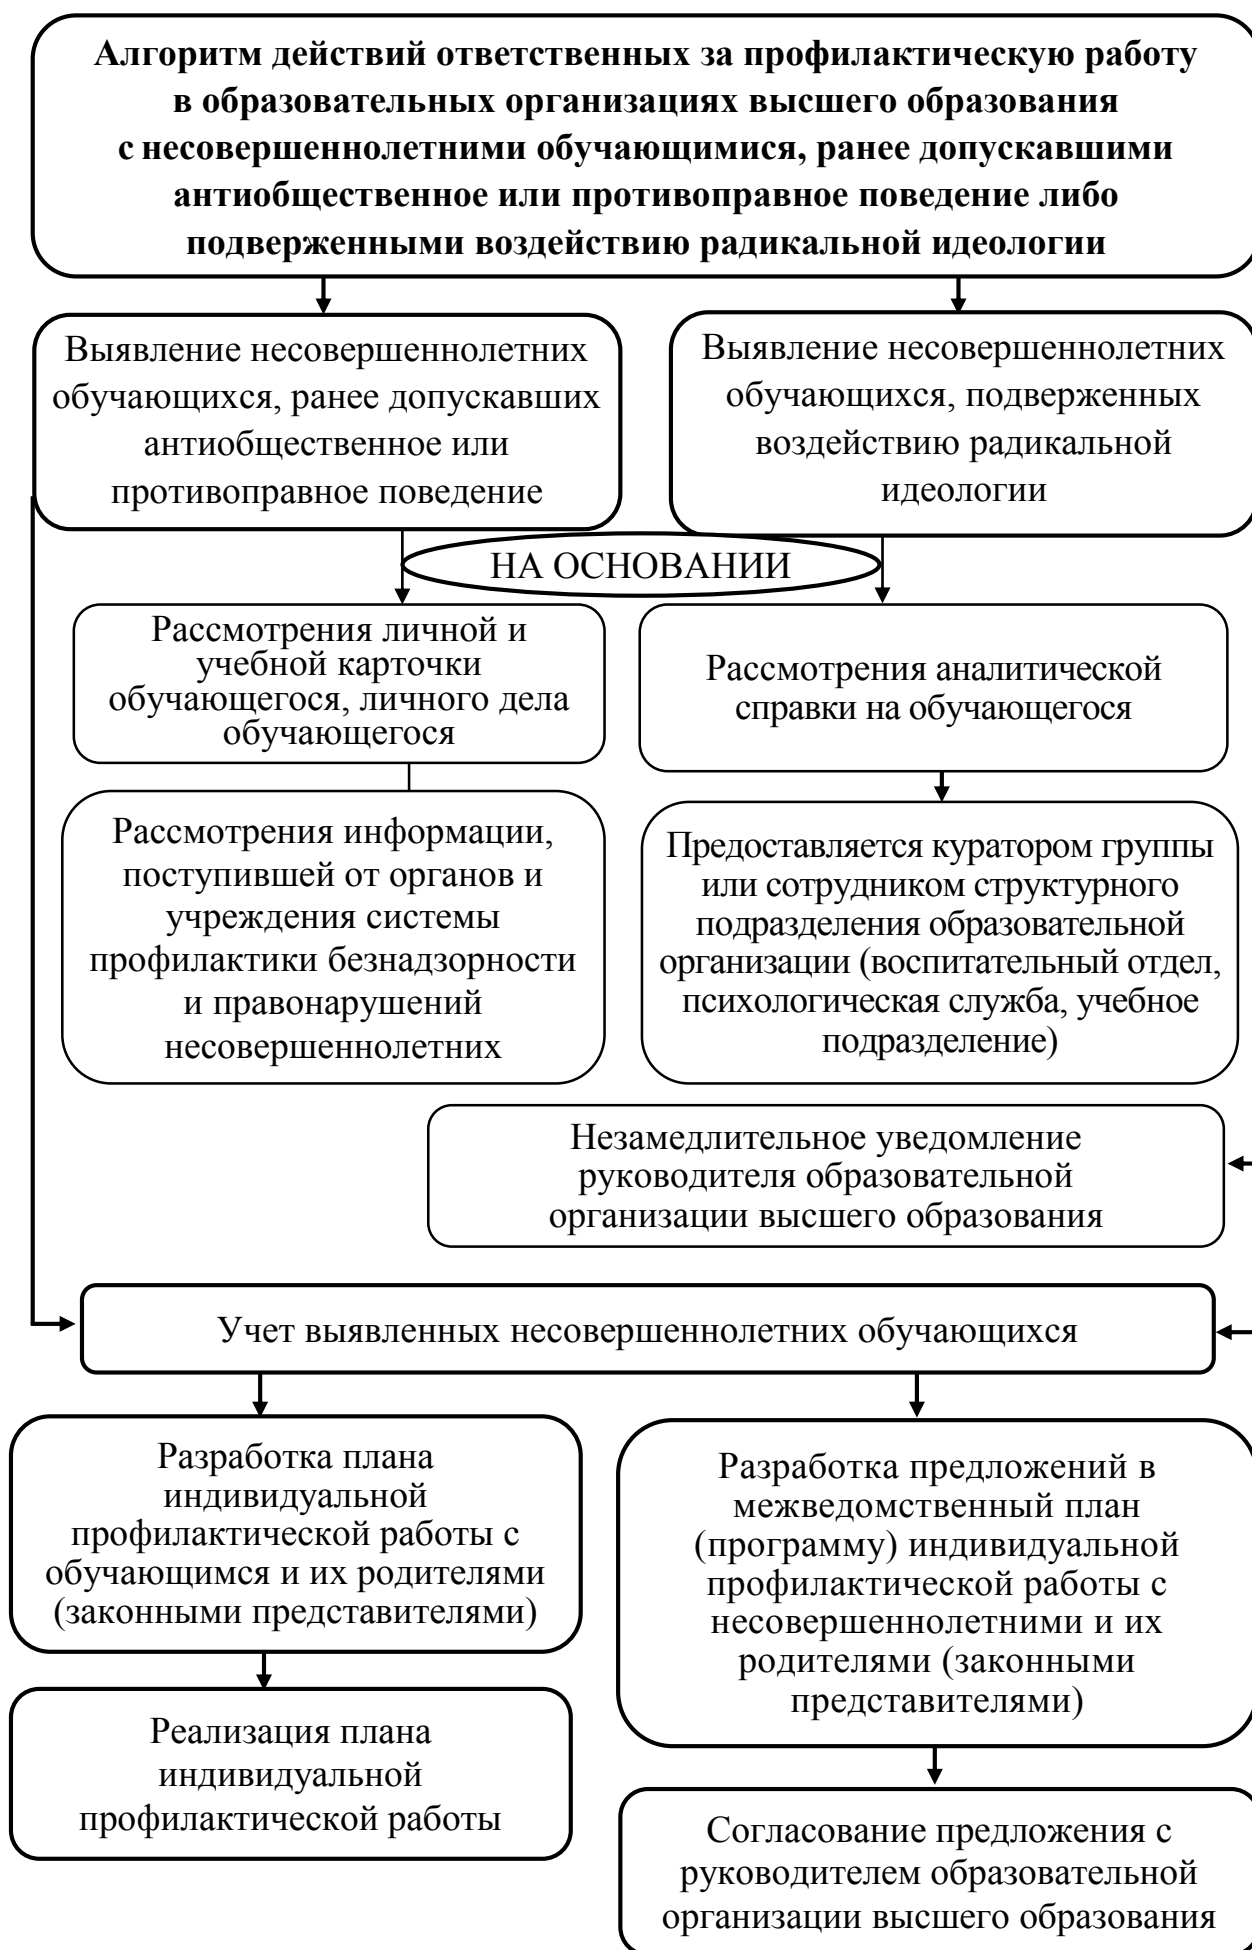 Алгоритм действий ответственных за профилактическую работу
в образовательных организациях высшего образования
с несовершеннолетними обучающимися, ранее допускавшими
антиобщественное или противоправное поведение либо
подверженными воздействию радикальной идеологии
Выявление несовершеннолетних
обучающихся, ранее допускавших
антиобщественное или
противоправное поведение
Выявление несовершеннолетних
обучающихся, подверженных
воздействию радикальной
идеологии
НА ОСНОВАНИИ
Рассмотрения личной и
учебной карточки
обучающегося, личного дела
обучающегося
Рассмотрения аналитической
справки на обучающегося
Рассмотрения информации,
поступившей от органов и
учреждения системы
профилактики безнадзорности
и правонарушений
несовершеннолетних
Предоставляется куратором группы
или сотрудником структурного
подразделения образовательной
организации (воспитательный отдел,
психологическая служба, учебное
подразделение)
Незамедлительное уведомление
руководителя образовательной
организации высшего образования
Учет выявленных несовершеннолетних обучающихся
Разработка плана
индивидуальной
профилактической работы с
обучающимся и их родителями
(законными представителями)
Разработка предложений в
межведомственный план
(программу) индивидуальной
профилактической работы с
несовершеннолетними и их
родителями (законными
представителями)
Реализация плана
индивидуальной
профилактической работы
Согласование предложения с
руководителем образовательной
организации высшего образования